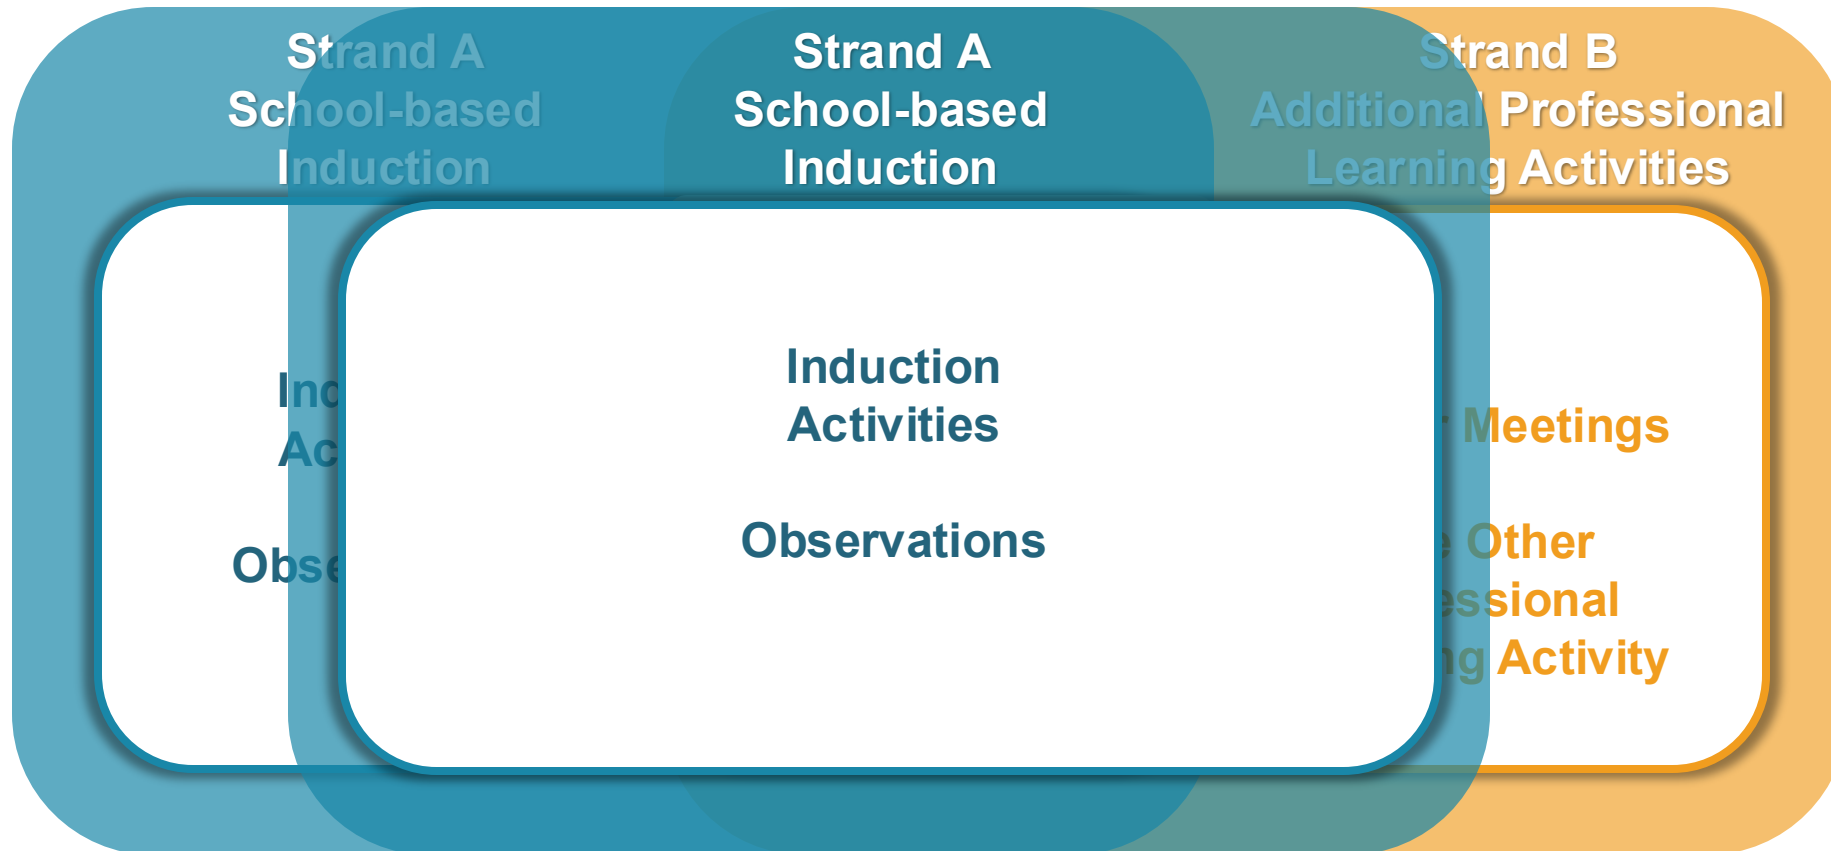 Strand A
School-based
Induction
Strand A
School-based
Induction
Strand B
Additional Professional
Learning Activities
Induction
Activities
Observations
Meetings
Other
Activity